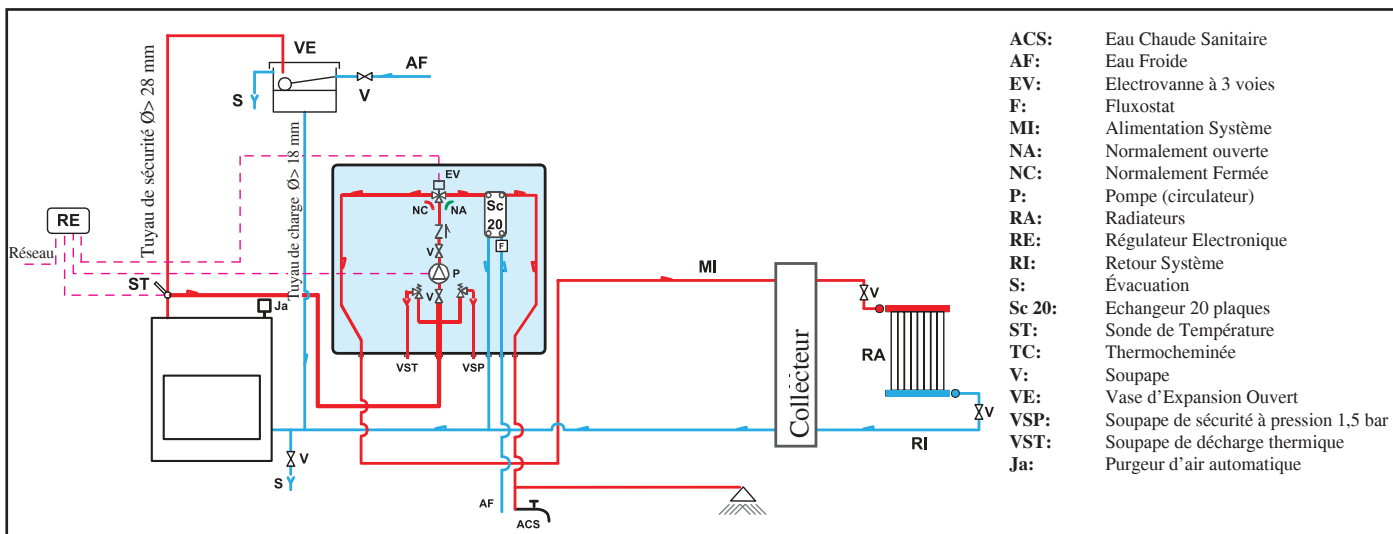 VE
AF
V
S
Tuyau de sécurité Ø> 28 mm
Tuyau de charge Ø> 18 mm
RE
Réseau
ST
Ja
EV
NC
NA
Sc
20
F
V
P
V
VST
VSP
MI
Collécteur
V
RA
V
RI
V
S
AF
ACS
ACS: Eau Chaude Sanitaire
AF: Eau Froide
EV: Electrovanne à 3 voies
F: Fluxostat
MI: Alimentation Système
NA: Normalement ouverte
NC: Normalement Fermée
P: Pompe (circulateur)
RA: Radiateurs
RE: Régulateur Electronique
RI: Retour Système
S: Évacuation
Sc 20: Echangeur 20 plaques
ST: Sonde de Température
TC: Thermocheminée
V: Soupape
VE: Vase d’Expansion Ouvert
VSP: Soupape de sécurité à pression 1,5 bar
VST: Soupape de décharge thermique
Ja: Purgeur d’air automatique